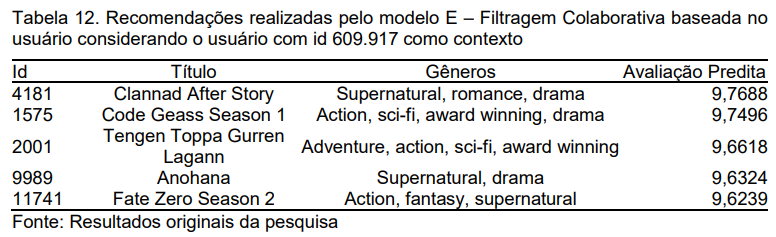 Tabela 12. Recomendações realizadas pelo modelo E – Filtragem Colaborativa baseada no
usuário considerando o usuário com id 609.917 como contexto
Id Título Gêneros Avaliação Predita
4181 Clannad After Story Supernatural, romance, drama 9,7688
1575 Code Geass Season 1 Action, sci-fi, award winning, drama 9,7496
2001 Tengen Toppa Gurren Lagann Adventure, action, sci-fi, award winning 9,6618
9989 Anohana Supernatural, drama 9,6324
11741 Fate Zero Season 2 Action, fantasy, supernatural 9,6239
Fonte: Resultados originais da pesquisa